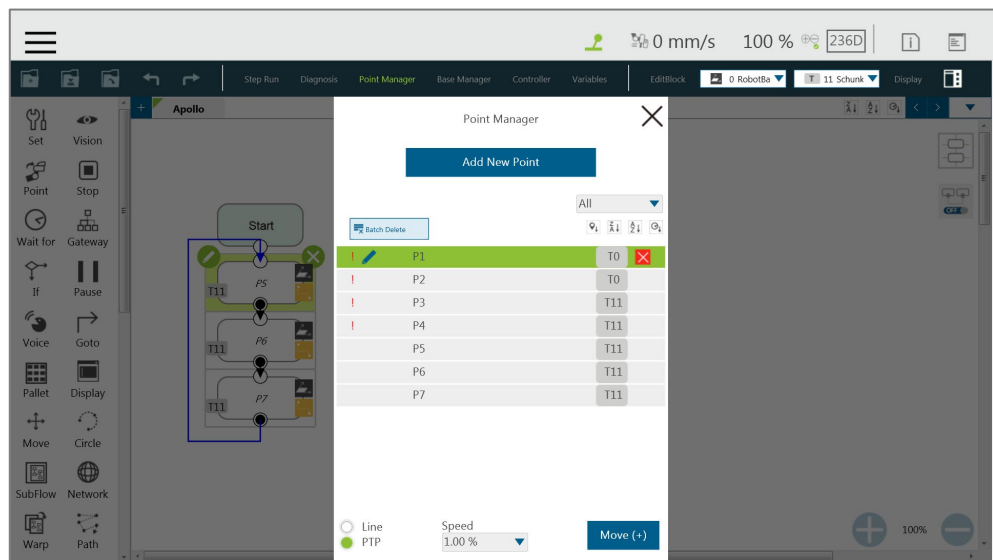 0 mm/s 100 % 236D
Step Run Diagnosis Point Manager Base Manager Controller Variables EditBlock 0 RobotBa T 11 Schunk Display
+ Apollo
Set Vision
Point Stop
Wait for Gateway
If Pause
Voice Goto
Pallet Display
Move Circle
SubFlow Network
Warp Path
Start
T11 P5
T11 P6
T11 P7
Point Manager
Add New Point
All
Batch Delete
! P1 T0
! P2 T0
! P3 T11
! P4 T11
P5 T11
P6 T11
P7 T11
Line
PTP
Speed
1.00 %
Move (+)
OFF
100%